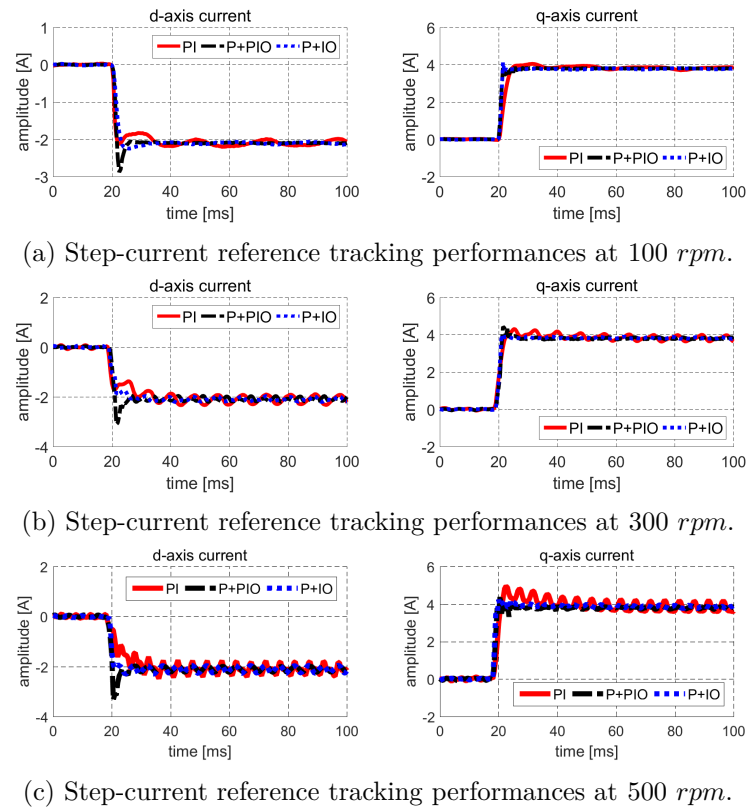 d-axis current
1
0
-1
-2
-3
amplitude [A]
PI P+PIO P+IO
0 20 40 60 80 100
time [ms]
q-axis current
6
4
2
0
-2
amplitude [A]
PI P+PIO P+IO
0 20 40 60 80 100
time [ms]
(a) Step-current reference tracking performances at 100 rpm.
d-axis current
2
0
-2
-4
amplitude [A]
PI P+PIO P+IO
0 20 40 60 80 100
time [ms]
q-axis current
6
4
2
0
-2
amplitude [A]
PI P+PIO P+IO
0 20 40 60 80 100
time [ms]
(b) Step-current reference tracking performances at 300 rpm.
d-axis current
2
0
-2
-4
amplitude [A]
PI P+PIO P+IO
0 20 40 60 80 100
time [ms]
q-axis current
6
4
2
0
-2
amplitude [A]
PI P+PIO P+IO
0 20 40 60 80 100
time [ms]
(c) Step-current reference tracking performances at 500 rpm.